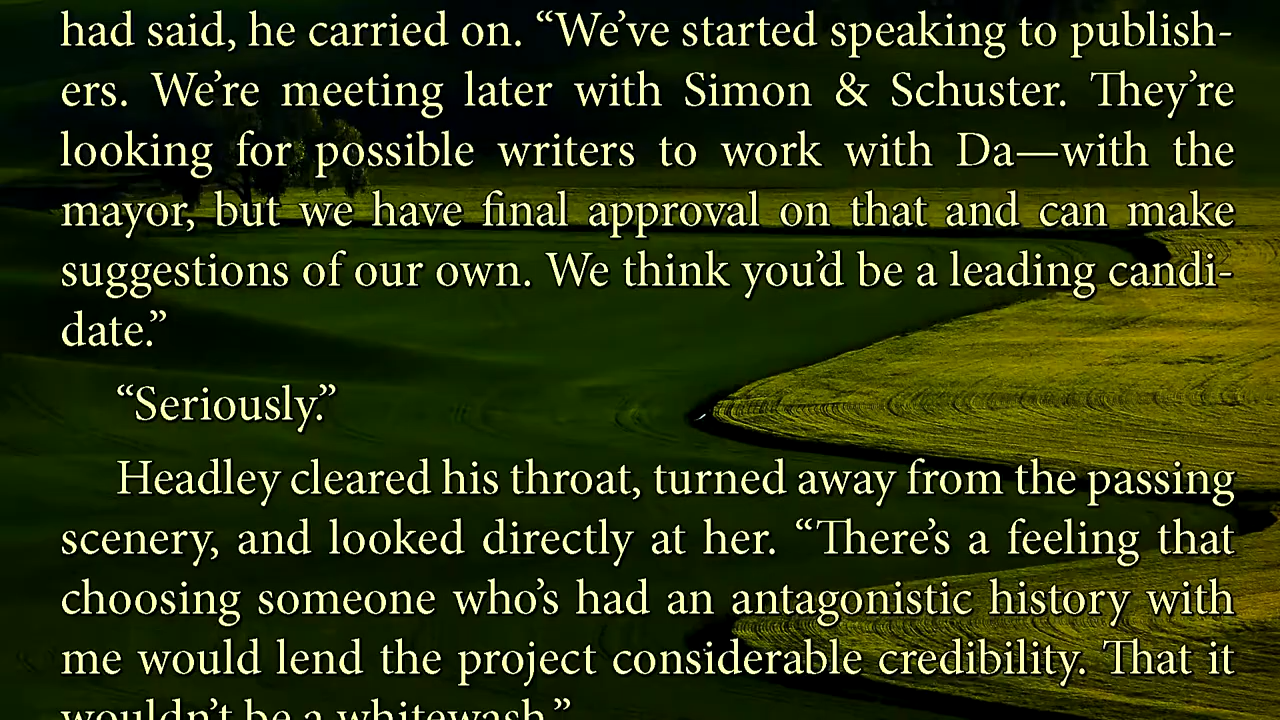 had said, he carried on. “We’ve started speaking to publish-
ers. We’re meeting later with Simon & Schuster. They’re
looking for possible writers to work with Da—with the
mayor, but we have final approval on that and can make
suggestions of our own. We think you’d be a leading candi-
date.”
“Seriously.”
Headley cleared his throat, turned away from the passing
scenery, and looked directly at her. “There’s a feeling that
choosing someone who’s had an antagonistic history with
me would lend the project considerable credibility. That it
wouldn’t be a whitewash.”